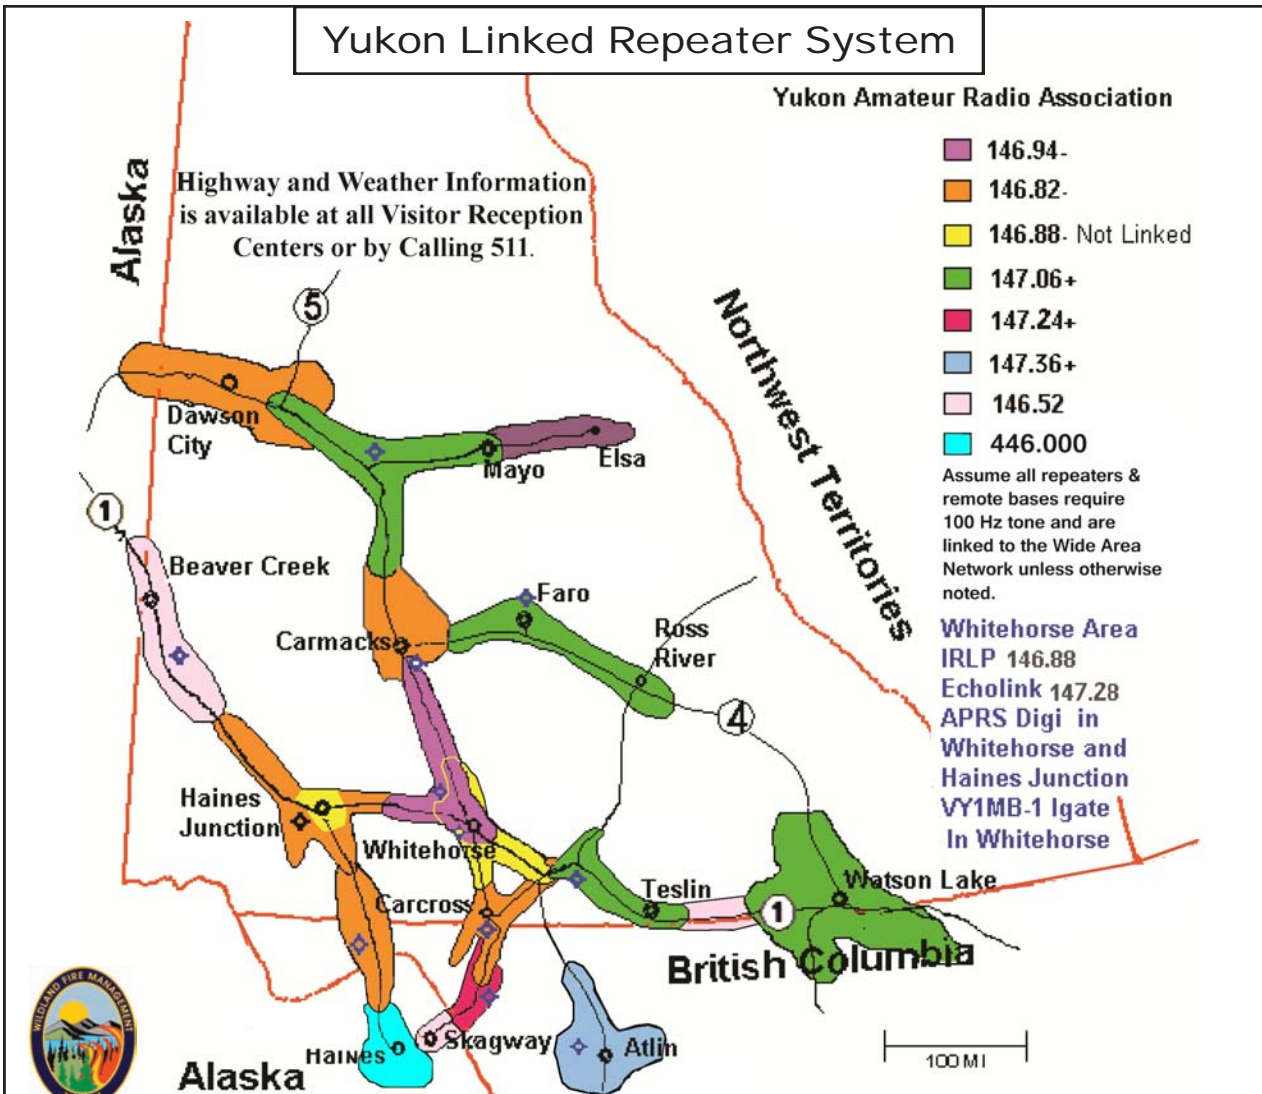 Yukon Linked Repeater System
Yukon Amateur Radio Association
146.94-
146.82-
146.88- Not Linked
147.06+
147.24+
147.36+
146.52
446.000
Assume all repeaters &
remote bases require
100 Hz tone and are
linked to the Wide Area
Network unless otherwise
noted.
Whitehorse Area
IRLP 146.88
Echolink 147.28
APRS Digi in
Whitehorse and
Haines Junction
VY1MB-1 Igate
In Whitehorse
Alaska
Highway and Weather Information
is available at all Visitor Reception
Centers or by Calling 511.
5
Northwest Territories
Dawson
City
Mayo
Elsa
1
Beaver Creek
Faro
Carmacks
Ross
River
4
Haines
Junction
Whitehorse
Teslin
Watson Lake
Carcross
1
British Columbia
WILDLAND FIRE MANAGEMENT
Haines
Skagway
Atlin
Alaska
100 MI